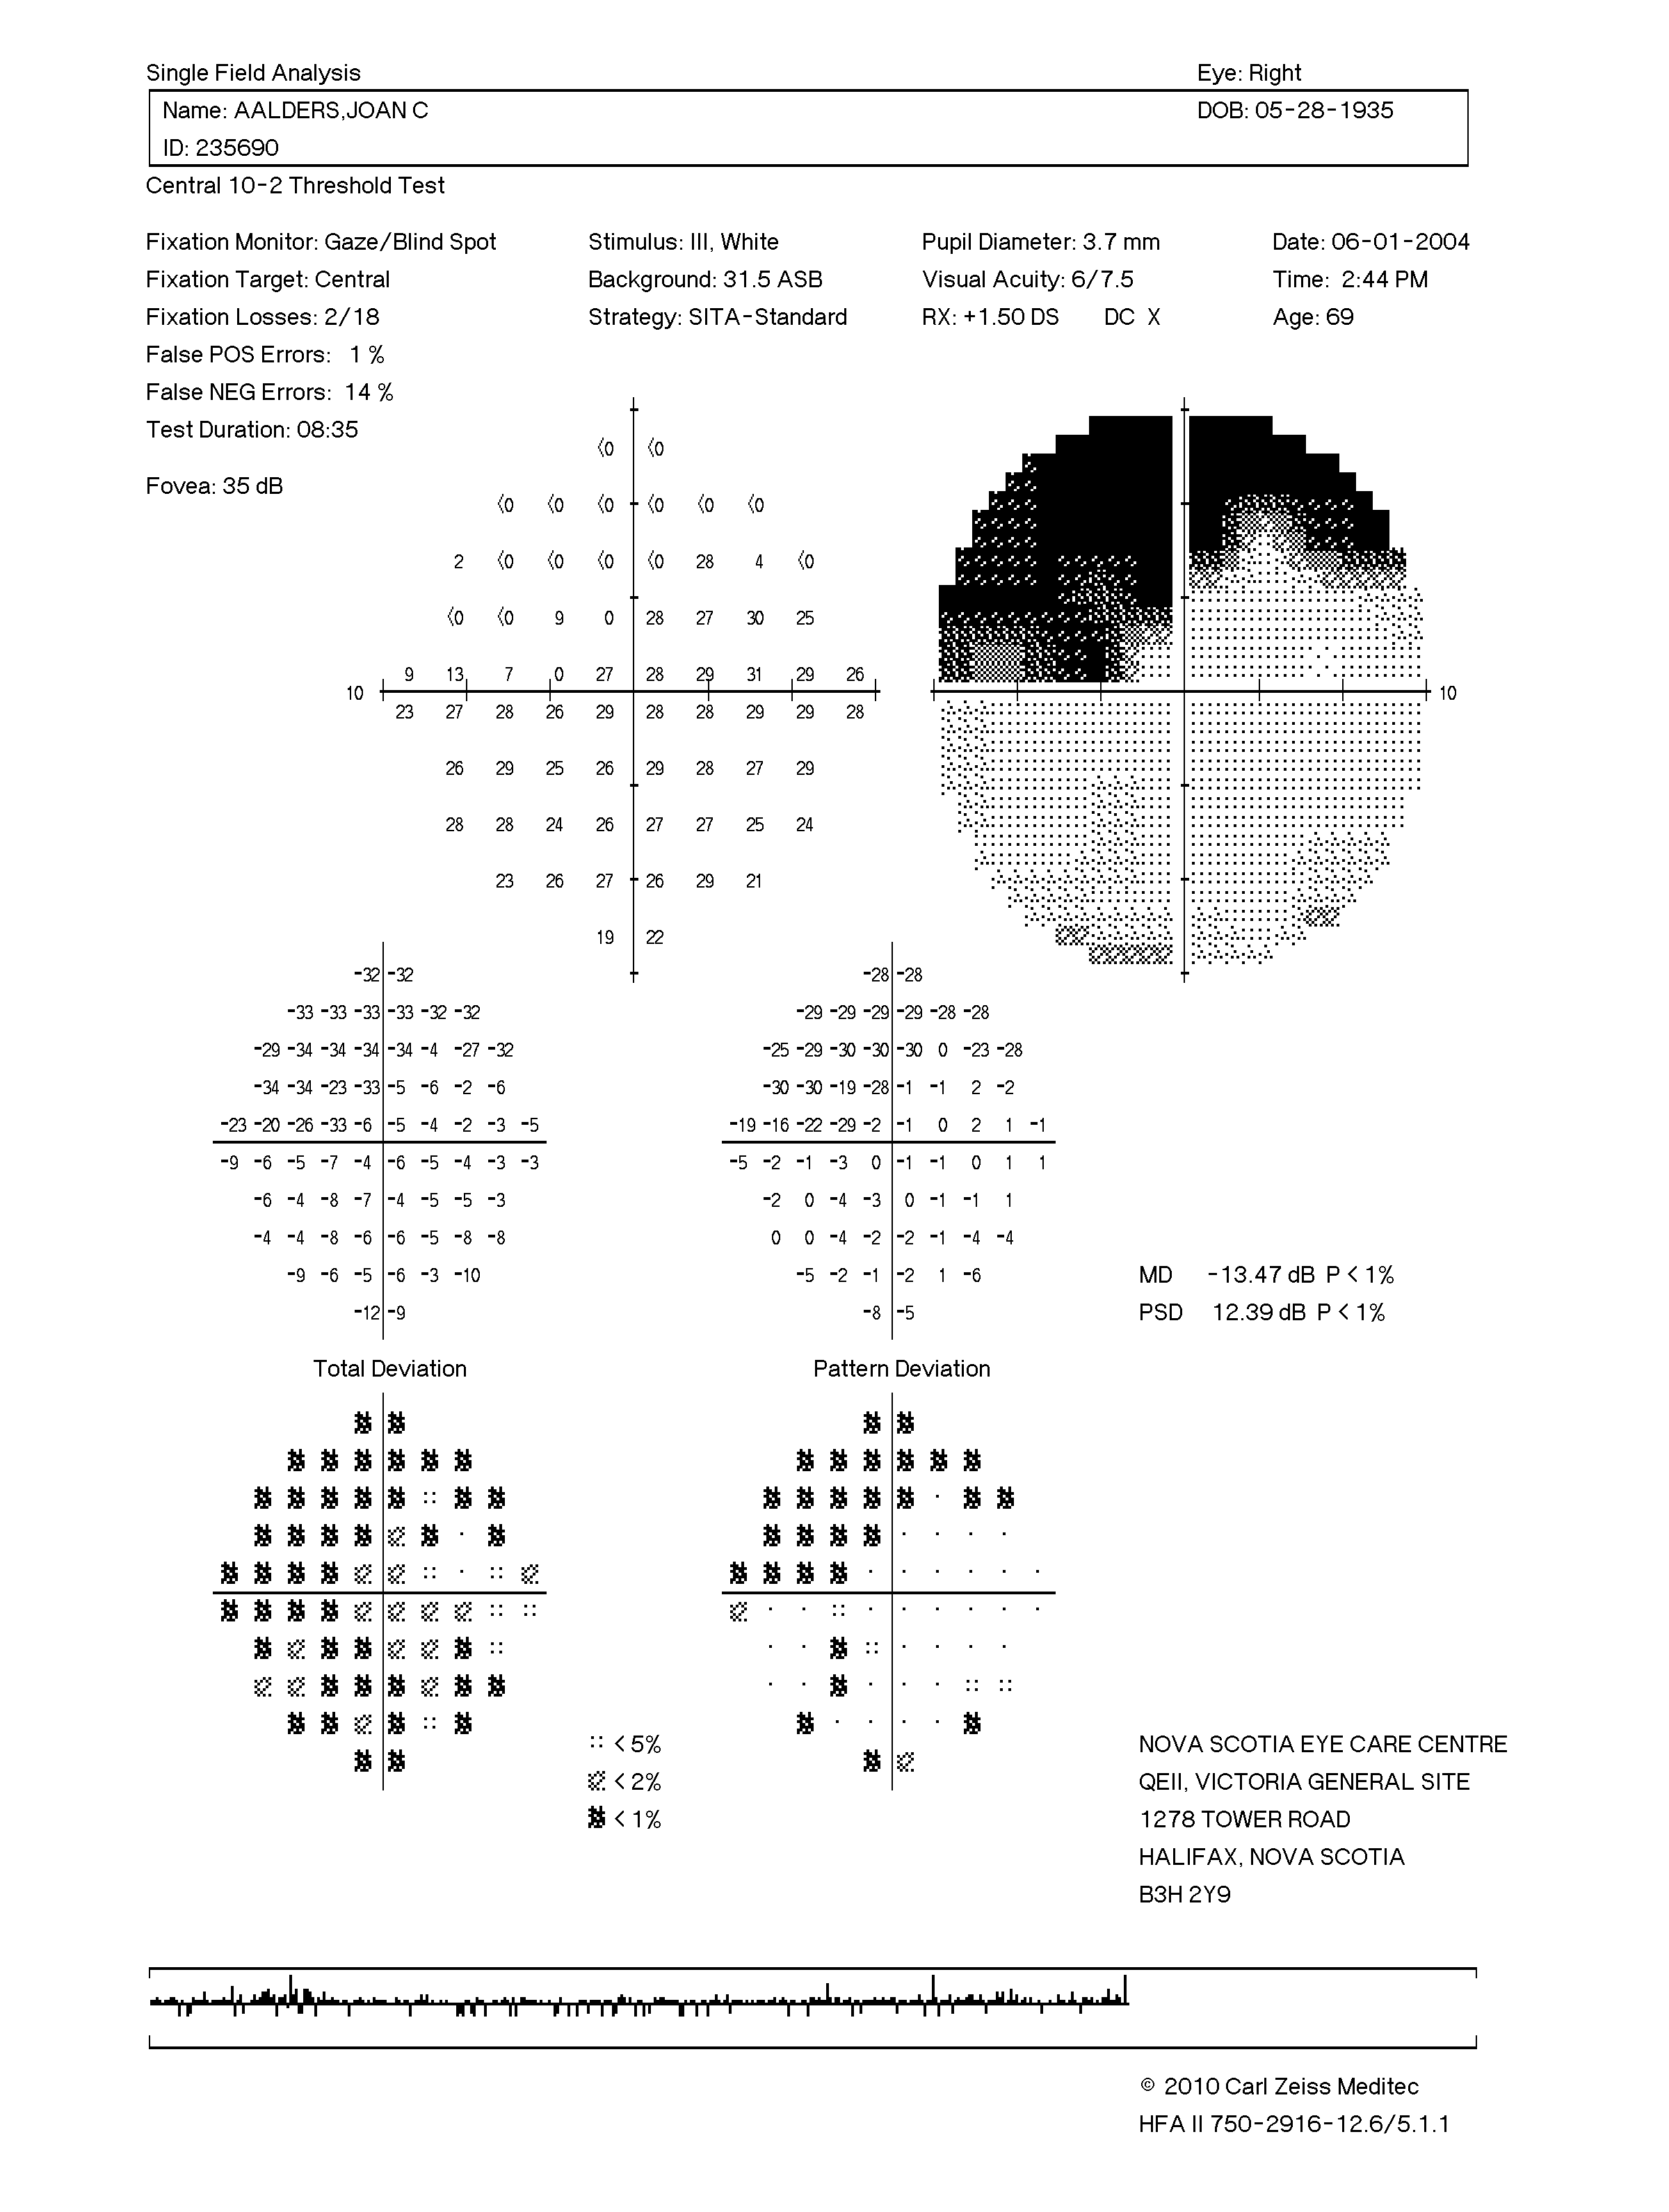 Single Field Analysis Eye: Right
Name: AALDERS,JOAN C DOB: 05-28-1935
ID: 235690
Central 10-2 Threshold Test
Fixation Monitor: Gaze/Blind Spot Stimulus: III, White Pupil Diameter: 3.7 mm Date: 06-01-2004
Fixation Target: Central Background: 31.5 ASB Visual Acuity: 6/7.5 Time: 2:44 PM
Fixation Losses: 2/18 Strategy: SITA-Standard RX: +1.50 DS DC X Age: 69
False POS Errors: 1 %
False NEG Errors: 14 %
Test Duration: 08:35
<0 <0
Fovea: 35 dB
<0 <0 <0 <0 <0 <0
2 <0 <0 <0 <0 28 4 <0
<0 <0 9 0 28 27 30 25
9 13 7 0 27 28 29 31 29 26
10 10
23 27 28 26 29 28 28 29 29 28
26 29 25 26 29 28 27 29
28 28 24 26 27 27 25 24
23 26 27 26 29 21
19 22
-32 -32 -28 -28
-33 -33 -33 -33 -32 -32 -29 -29 -29 -29 -28 -28
-29 -34 -34 -34 -34 -4 -27 -32 -25 -29 -30 -30 -30 0 -23 -28
-34 -34 -23 -33 -5 -6 -2 -6 -30 -30 -19 -28 -1 -1 2 -2
-23 -20 -26 -33 -6 -5 -4 -2 -3 -5 -19 -16 -22 -29 -2 -1 0 2 1 -1
-9 -6 -5 -7 -4 -6 -5 -4 -3 -3 -5 -2 -1 -3 0 -1 -1 0 1 1
-6 -4 -8 -7 -4 -5 -5 -3 -2 0 -4 -3 0 -1 -1 1
-4 -4 -8 -6 -6 -5 -8 -8 0 0 -4 -2 -2 -1 -4 -4
-9 -6 -5 -6 -3 -10 -5 -2 -1 -2 1 -6 MD -13.47 dB P < 1%
-12 -9 -8 -5 PSD 12.39 dB P < 1%
Total Deviation Pattern Deviation
< 5% NOVA SCOTIA EYE CARE CENTRE
< 2% QEII, VICTORIA GENERAL SITE
< 1% 1278 TOWER ROAD
HALIFAX, NOVA SCOTIA
B3H 2Y9
© 2010 Carl Zeiss Meditec
HFA II 750-2916-12.6/5.1.1